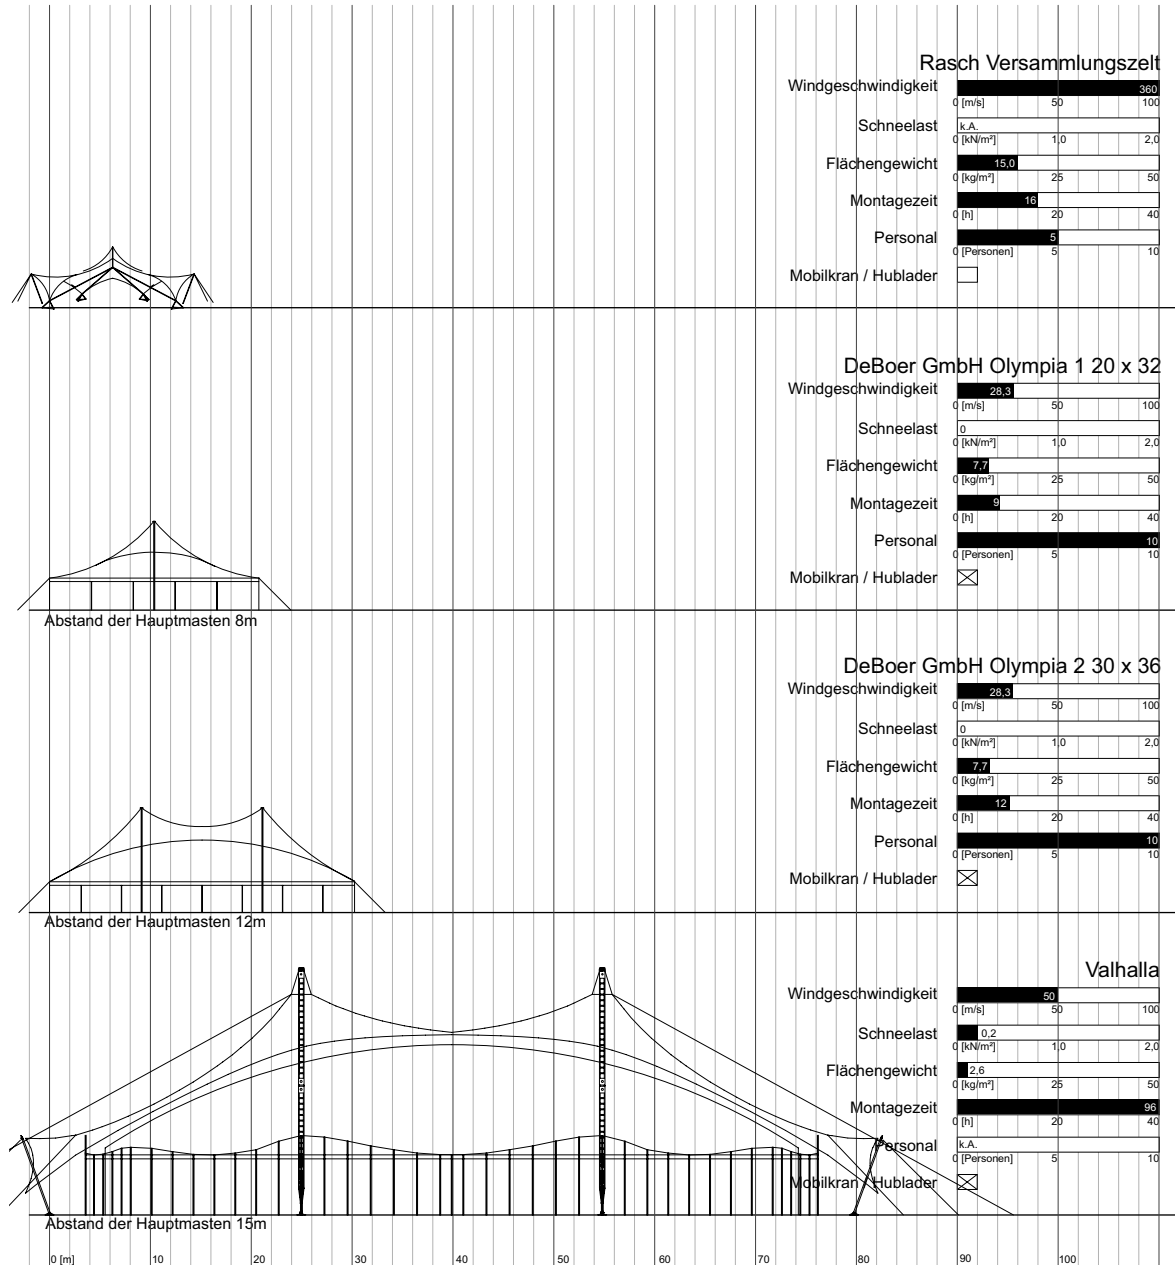 Rasch Versammlungszelt
Windgeschwindigkeit 360
0 [m/s] 50 100
Schneelast k.A.
0 [kN/m²] 1,0 2,0
Flächengewicht 15,0
0 [kg/m²] 25 50
Montagezeit 16
0 [h] 20 40
Personal 5
0 [Personen] 5 10
Mobilkran / Hublader
DeBoer GmbH Olympia 1 20 x 32
Windgeschwindigkeit 28,3
0 [m/s] 50 100
Schneelast 0
0 [kN/m²] 1,0 2,0
Flächengewicht 7,7
0 [kg/m²] 25 50
Montagezeit 9
0 [h] 20 40
Personal 10
0 [Personen] 5 10
Mobilkran / Hublader
Abstand der Hauptmasten 8m
DeBoer GmbH Olympia 2 30 x 36
Windgeschwindigkeit 28,3
0 [m/s] 50 100
Schneelast 0
0 [kN/m²] 1,0 2,0
Flächengewicht 7,7
0 [kg/m²] 25 50
Montagezeit 12
0 [h] 20 40
Personal 10
0 [Personen] 5 10
Mobilkran / Hublader
Abstand der Hauptmasten 12m
Valhalla
Windgeschwindigkeit 50
0 [m/s] 50 100
Schneelast 0,2
0 [kN/m²] 1,0 2,0
Flächengewicht 2,6
0 [kg/m²] 25 50
Montagezeit 96
0 [h] 20 40
Personal k.A.
0 [Personen] 5 10
Mobilkran / Hublader
Abstand der Hauptmasten 15m
0 [m] 10 20 30 40 50 60 70 80 90 100